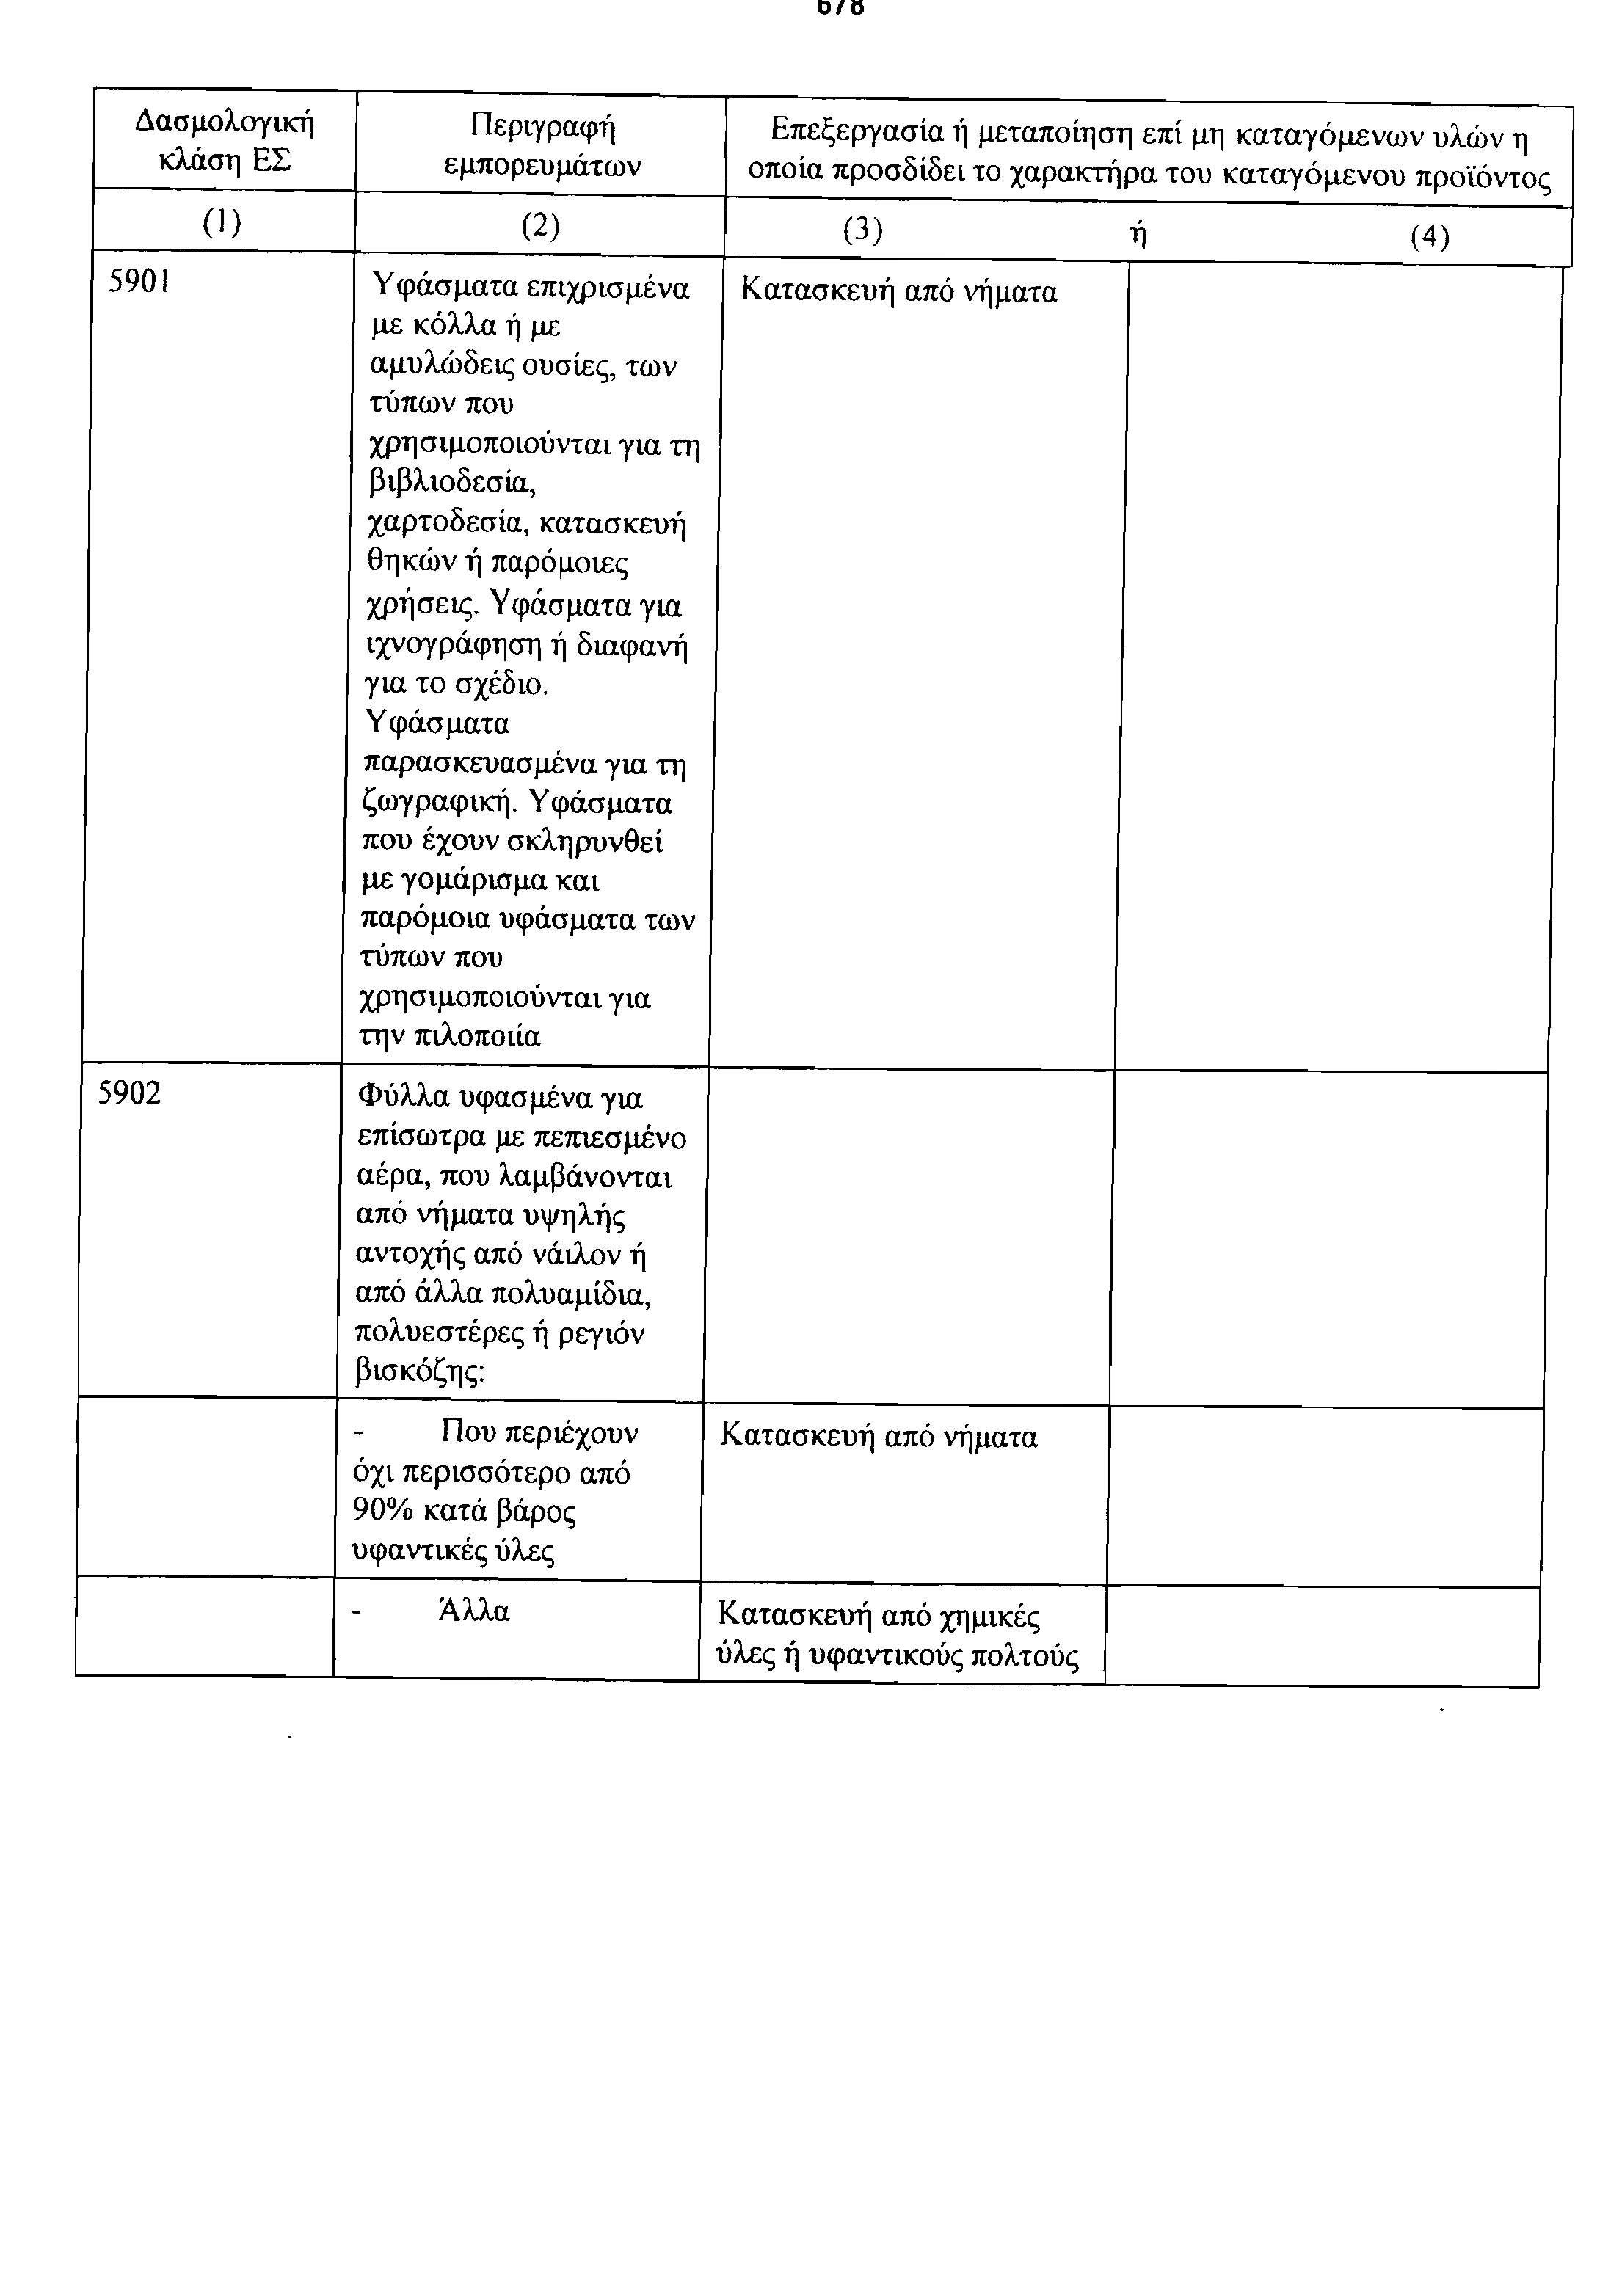 678
Δασμολογική
κλάση ΕΣ
Περιγραφή
εμπορευμάτων
Επεξεργασία ή μεταποίηση επί μη καταγόμενων υλών η
οποία προσδίδει το χαρακτήρα του καταγόμενου προϊόντος
(1)
(2)
(3)
ή
(4)
5901
Υφάσματα επιχρισμένα
με κόλλα ή με
αμυλώδεις ουσίες, των
τύπων που
χρησιμοποιούνται για τη
βιβλιοδεσία,
χαρτοδεσία, κατασκευή
θηκών ή παρόμοιες
χρήσεις. Υφάσματα για
ιχνογράφηση ή διαφανή
για το σχέδιο.
Υφάσματα
παρασκευασμένα για τη
ζωγραφική. Υφάσματα
που έχουν σκληρυνθεί
με γομάρισμα και
παρόμοια υφάσματα των
τύπων που
χρησιμοποιούνται για
την πιλοποιία
Κατασκευή από νήματα
5902
Φύλλα υφασμένα για
επίσωτρα με πεπιεσμένο
αέρα, που λαμβάνονται
από νήματα υψηλής
αντοχής από νάιλον ή
από άλλα πολυαμίδια,
πολυεστέρες ή ρεγιόν
βισκόζης:
- Που περιέχουν
όχι περισσότερο από
90% κατά βάρος
υφαντικές ύλες
Κατασκευή από νήματα
- Άλλα
Κατασκευή από χημικές
ύλες ή υφαντικούς πολτούς